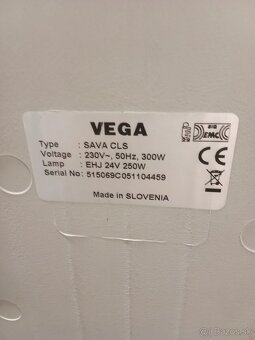 VEGA
Type : SAVA CLS
Voltage : 230V~, 50Hz, 300W
Lamp : EHJ 24V 250W
Serial No: 515069C051104459
EMC
CE
Made in SLOVENIA